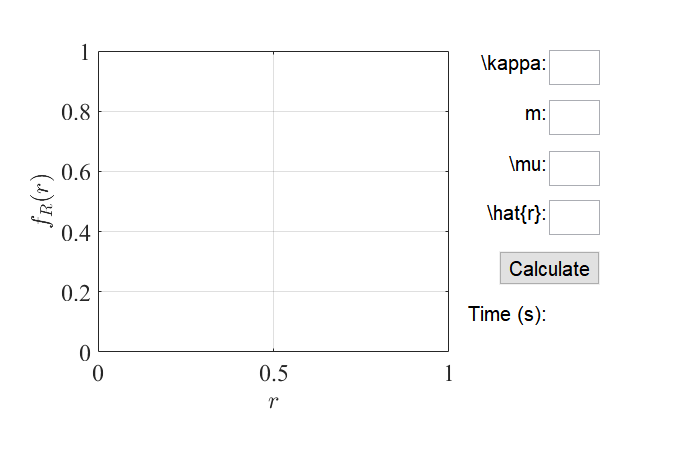 1
0.8
0.6
0.4
0.2
0
f_R(r)
0
0.5
1
r
\kappa:
m:
\mu:
\hat{r}:
Calculate
Time (s):